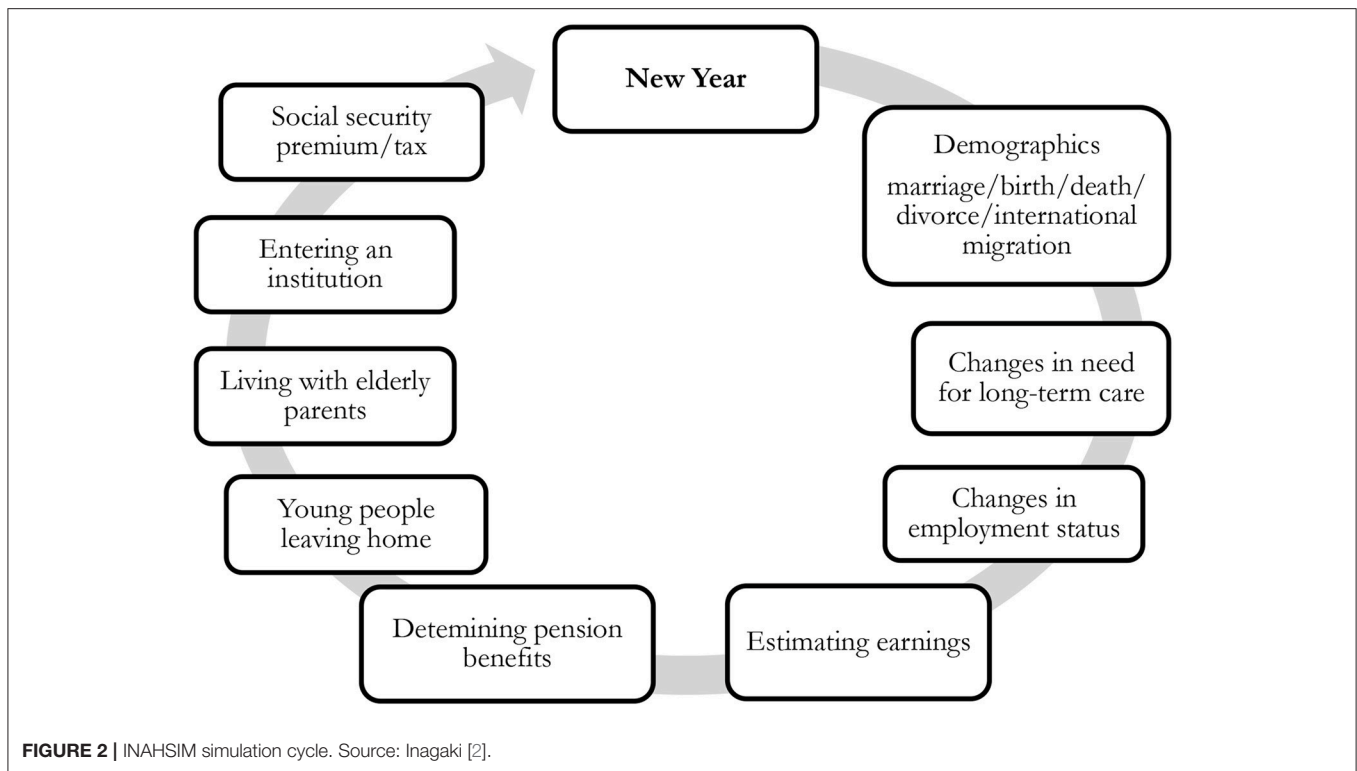 New Year
Demographics
marriage/birth/death/
divorce/international
migration
Changes in need
for long-term care
Changes in
employment status
Estimating earnings
Detemining pension
benefits
Young people
leaving home
Living with elderly
parents
Entering an
institution
Social security
premium/tax
FIGURE 2 | INAHSIM simulation cycle. Source: Inagaki [2].